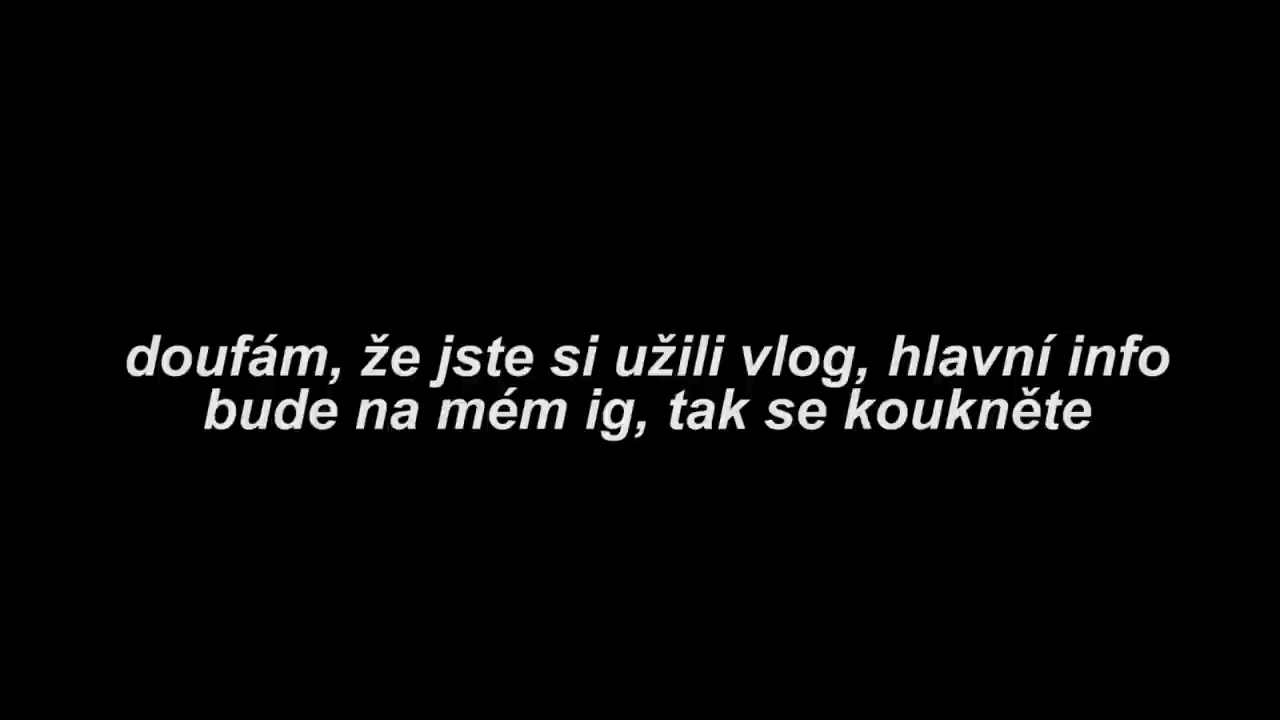 doufám, že jste si užili vlog, hlavní info
bude na mém ig, tak se koukněte